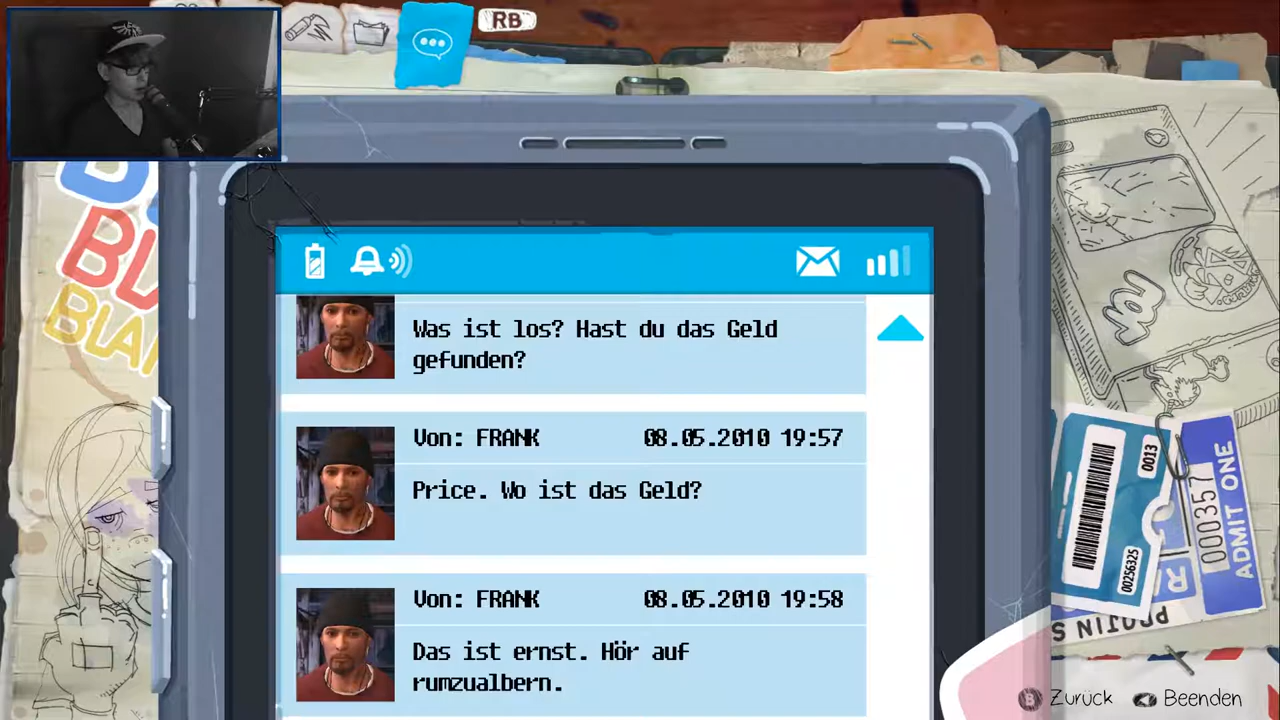 RB
Was ist los? Hast du das Geld
gefunden?
Von: FRANK 08.05.2010 19:57
Price. Wo ist das Geld?
Von: FRANK 08.05.2010 19:58
Das ist ernst. Hör auf
rumzualbern.
0013
00256325
000357
ADMIT ONE
B Zurück
Beenden